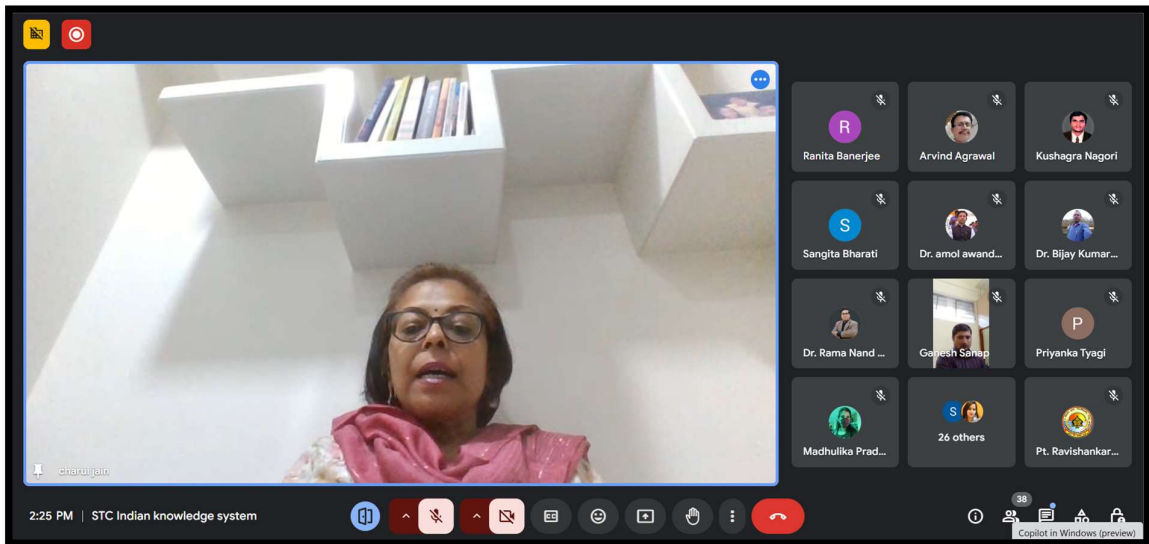 charul jain
R
Ranita Banerjee
Arvind Agrawal
Kushagra Nagori
S
Sangita Bharati
Dr. amol awand...
Dr. Bijay Kumar...
Dr. Rama Nand ...
Ganesh Sanap
P
Priyanka Tyagi
Madhulika Prad...
S
26 others
Pt. Ravishankar...
2:25 PM | STC Indian knowledge system
CC
38
Copilot in Windows (preview)